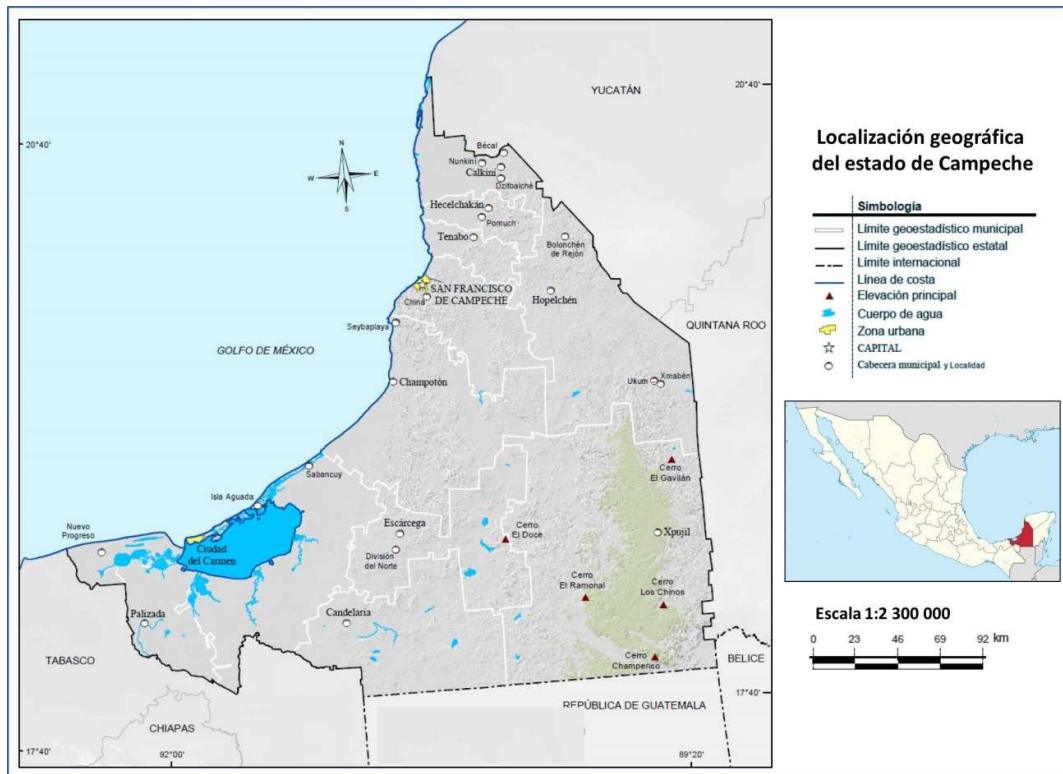 YUCATÁN
20°40'
20°40'
N
W
E
S
Bécal
Nunkiní
Calkiní
Dzitbalché
Hecelchakán
Pomuch
Tenabo
Bolonchén
de Rejón
SAN FRANCISCO
DE CAMPECHE
Chiná
Hopelchén
Seybaplaya
QUINTANA ROO
GOLFO DE MÉXICO
Champotón
Ukum
Xmabén
Cerro
El Gavilán
Sabancuy
Isla Aguada
Nuevo
Progreso
Ciudad
del Carmen
Escárcega
División
del Norte
Cerro
El Doce
Xpujil
Cerro
El Ramonal
Cerro
Los Chinos
Palizada
Candelaria
Cerro
Champerico
TABASCO
BELICE
17°40'
REPÚBLICA DE GUATEMALA
CHIAPAS
17°40'
92°00'
89°20'
Localización geográfica
del estado de Campeche
Simbología
Límite geoestadístico municipal
Límite geoestadístico estatal
Límite internacional
Línea de costa
Elevación principal
Cuerpo de agua
Zona urbana
CAPITAL
Cabecera municipal y Localidad
Escala 1:2 300 000
0 23 46 69 92 km